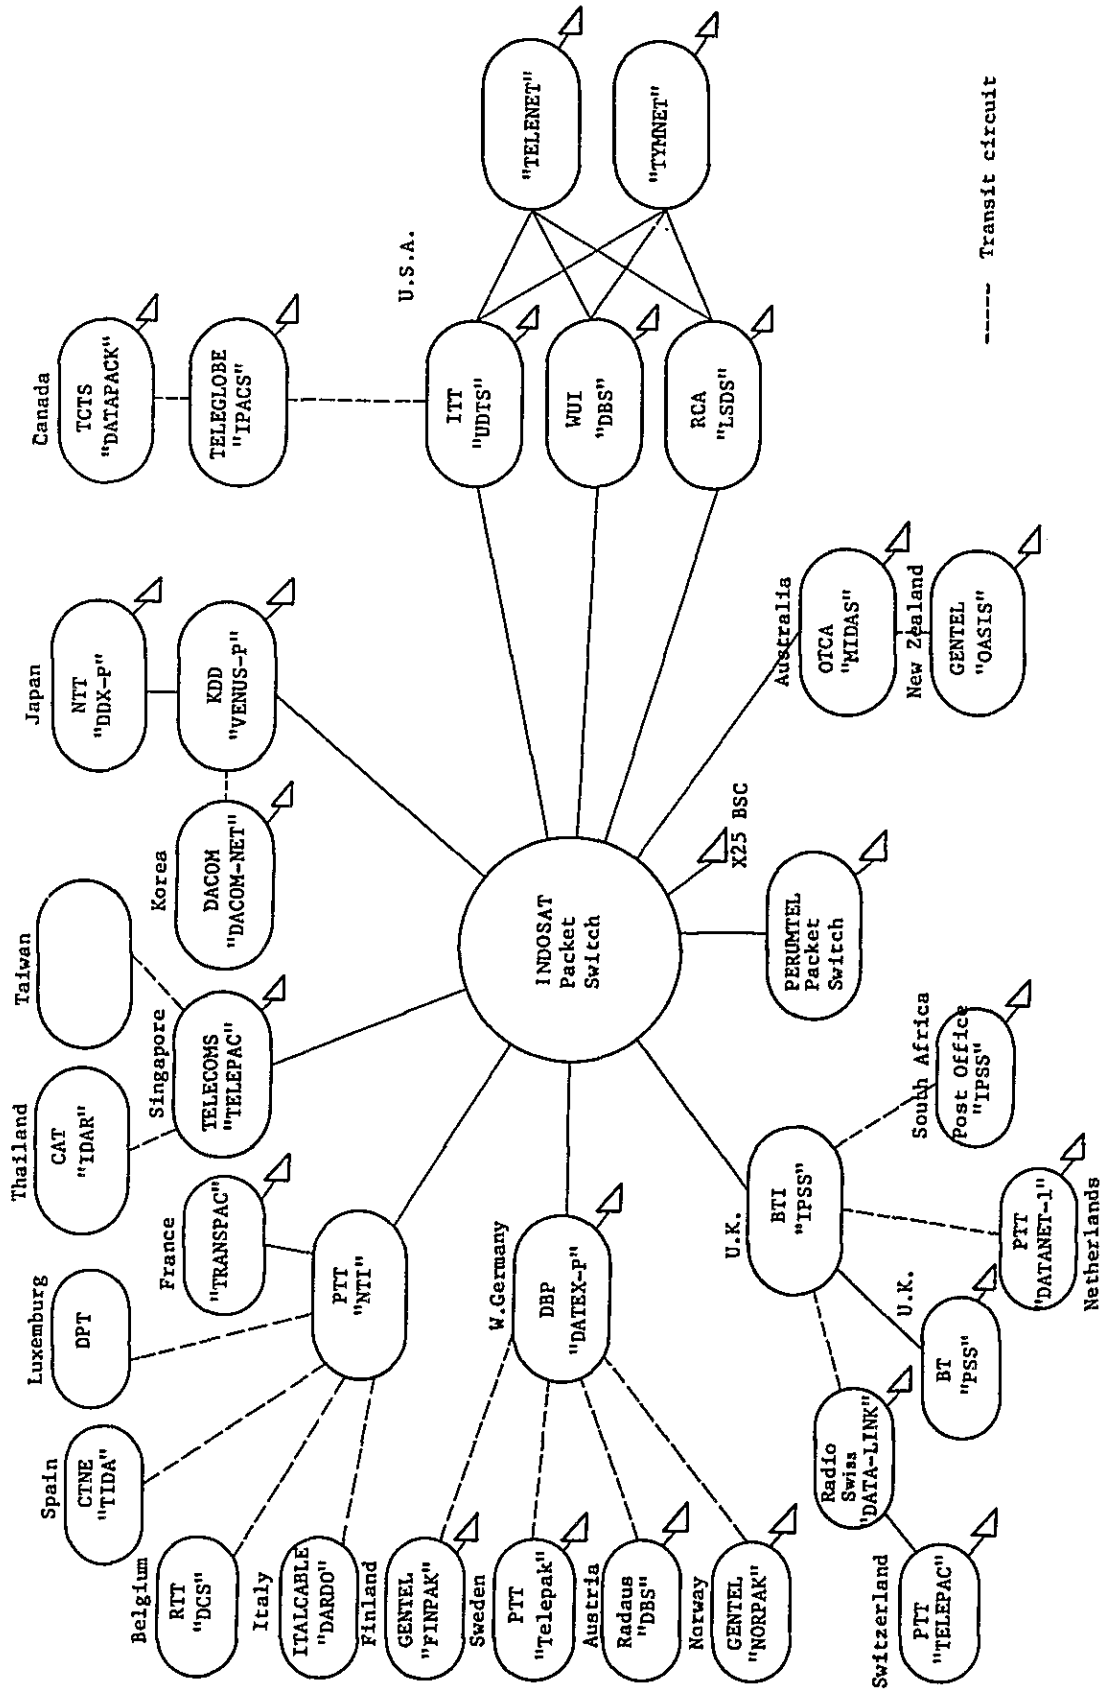 Canada
TCTS
"DATAPACK"
TELEGLOBE
"IPACS"
U.S.A.
ITT
"UDTS"
WUI
"DBS"
RCA
"LSDS"
"TELENET"
"TYMNET"
----- Transit circuit
Japan
NTT
"DDX-P"
KDD
"VENUS-P"
Korea
DACOM
"DACOM-NET"
Taiwan
Singapore
TELECOMS
"TELEPAC"
Thailand
CAT
"IDAR"
INDOSAT
Packet
Switch
X25 BSC
PERUMTEL
Packet
Switch
Australia
OTCA
"MIDAS"
New Zealand
GENTEL
"OASIS"
France
"TRANSPAC"
PTT
"NTI"
Luxemburg
DPT
Spain
CTNE
"TIDA"
Belgium
RTT
"DCS"
Italy
ITALCABLE
"DARDO"
W.Germany
DBP
"DATEX-P"
Finland
GENTEL
"FINPAK"
Sweden
PTT
"Telepak"
Austria
Radaus
"DBS"
Norway
GENTEL
"NORPAK"
U.K.
BTI
"IPSS"
South Africa
Post Office
"IPSS"
PTT
"DATANET-1"
Netherlands
U.K.
BT
"PSS"
Radio
Swiss
"DATA-LINK"
Switzerland
PTT
"TELEPAC"